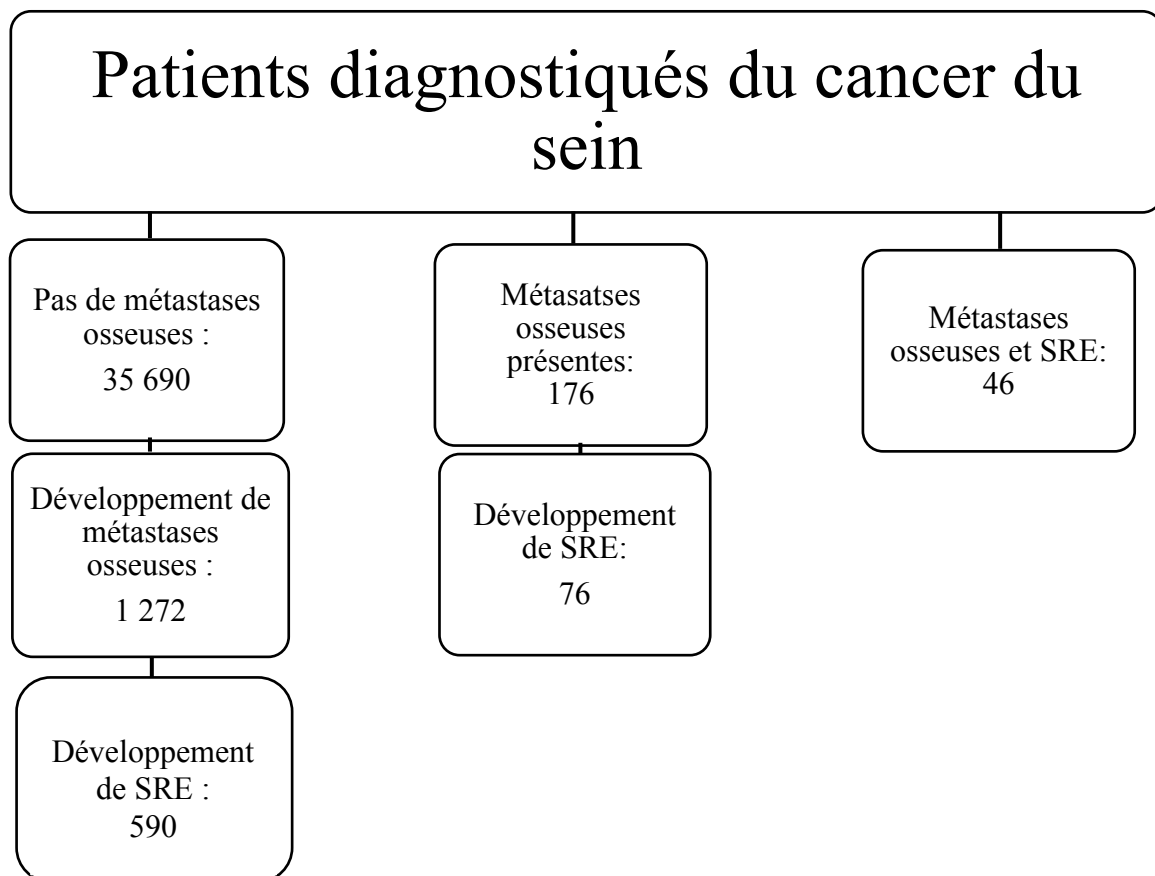 Patients diagnostiqués du cancer du
sein
Pas de métastases
osseuses :
35 690
Développement de
métastases
osseuses :
1 272
Développement
de SRE :
590
Métasatses
osseuses
présentes:
176
Développement
de SRE:
76
Métastases
osseuses et SRE:
46